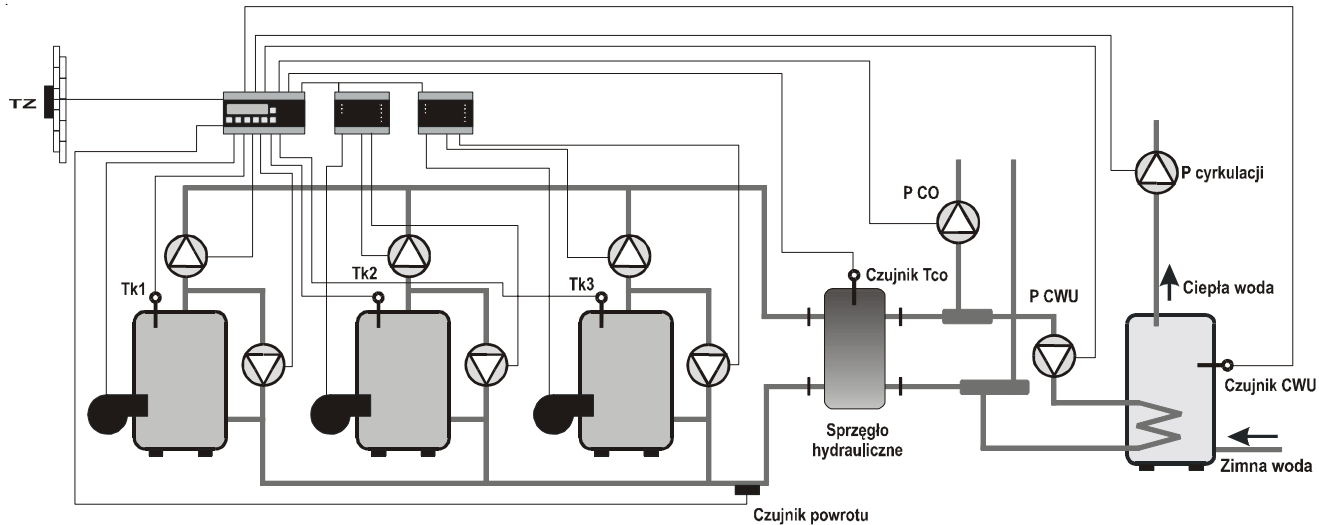 TZ
P cyrkulacji
P CO
Tk1
Tk2
Tk3
Czujnik Tco
P CWU
Ciepła woda
Czujnik CWU
Sprzęgło
hydrauliczne
Zimna woda
Czujnik powrotu